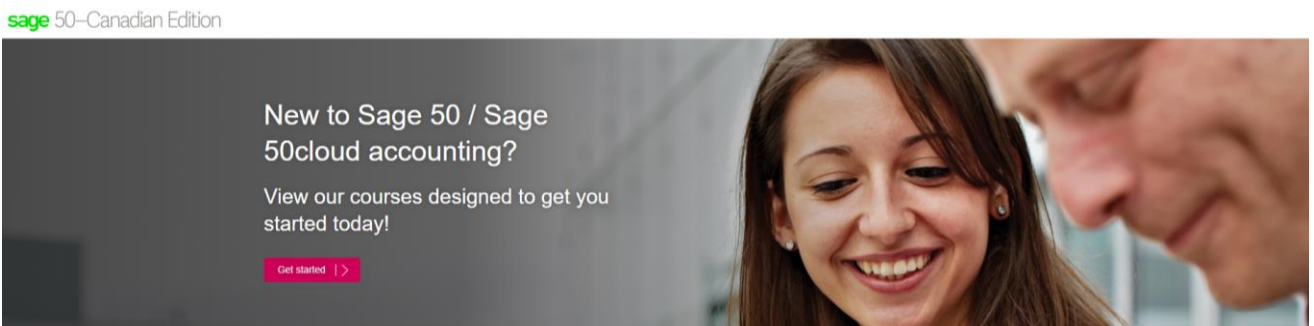 sage 50–Canadian Edition
New to Sage 50 / Sage
50cloud accounting?
View our courses designed to get you
started today!
Get started